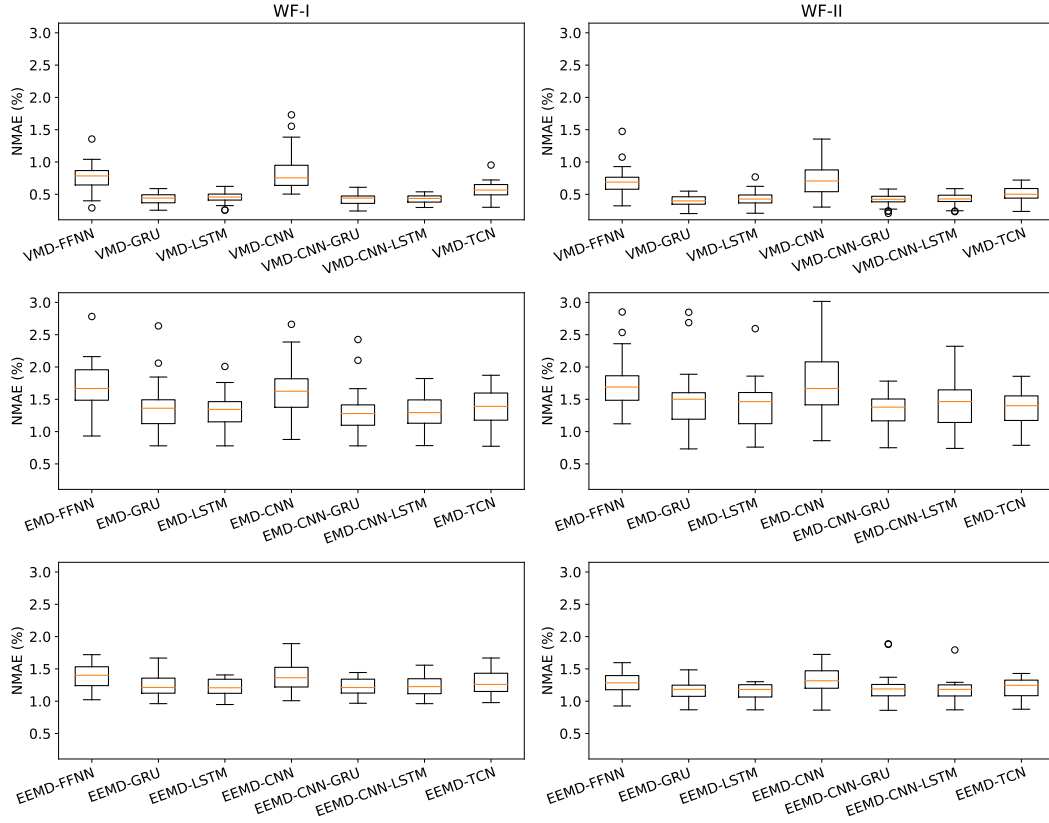 WF-I
WF-II
NMAE (%)
3.0
2.5
2.0
1.5
1.0
0.5
VMD-FFNN
VMD-GRU
VMD-LSTM
VMD-CNN
VMD-CNN-GRU
VMD-CNN-LSTM
VMD-TCN
NMAE (%)
3.0
2.5
2.0
1.5
1.0
0.5
VMD-FFNN
VMD-GRU
VMD-LSTM
VMD-CNN
VMD-CNN-GRU
VMD-CNN-LSTM
VMD-TCN
NMAE (%)
3.0
2.5
2.0
1.5
1.0
0.5
EMD-FFNN
EMD-GRU
EMD-LSTM
EMD-CNN
EMD-CNN-GRU
EMD-CNN-LSTM
EMD-TCN
NMAE (%)
3.0
2.5
2.0
1.5
1.0
0.5
EMD-FFNN
EMD-GRU
EMD-LSTM
EMD-CNN
EMD-CNN-GRU
EMD-CNN-LSTM
EMD-TCN
NMAE (%)
3.0
2.5
2.0
1.5
1.0
0.5
EEMD-FFNN
EEMD-GRU
EEMD-LSTM
EEMD-CNN
EEMD-CNN-GRU
EEMD-CNN-LSTM
EEMD-TCN
NMAE (%)
3.0
2.5
2.0
1.5
1.0
0.5
EEMD-FFNN
EEMD-GRU
EEMD-LSTM
EEMD-CNN
EEMD-CNN-GRU
EEMD-CNN-LSTM
EEMD-TCN